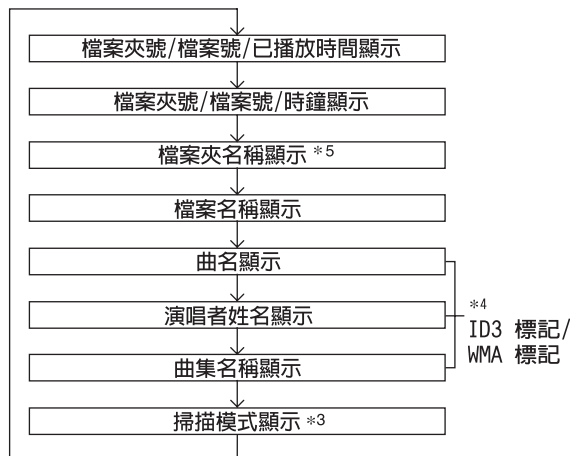 檔案夾號/檔案號/已播放時間顯示
檔案夾號/檔案號/時鐘顯示
檔案夾名稱顯示 *5
檔案名稱顯示
曲名顯示
演唱者姓名顯示
曲集名稱顯示
掃描模式顯示 *3
*4
ID3 標記/
WMA 標記